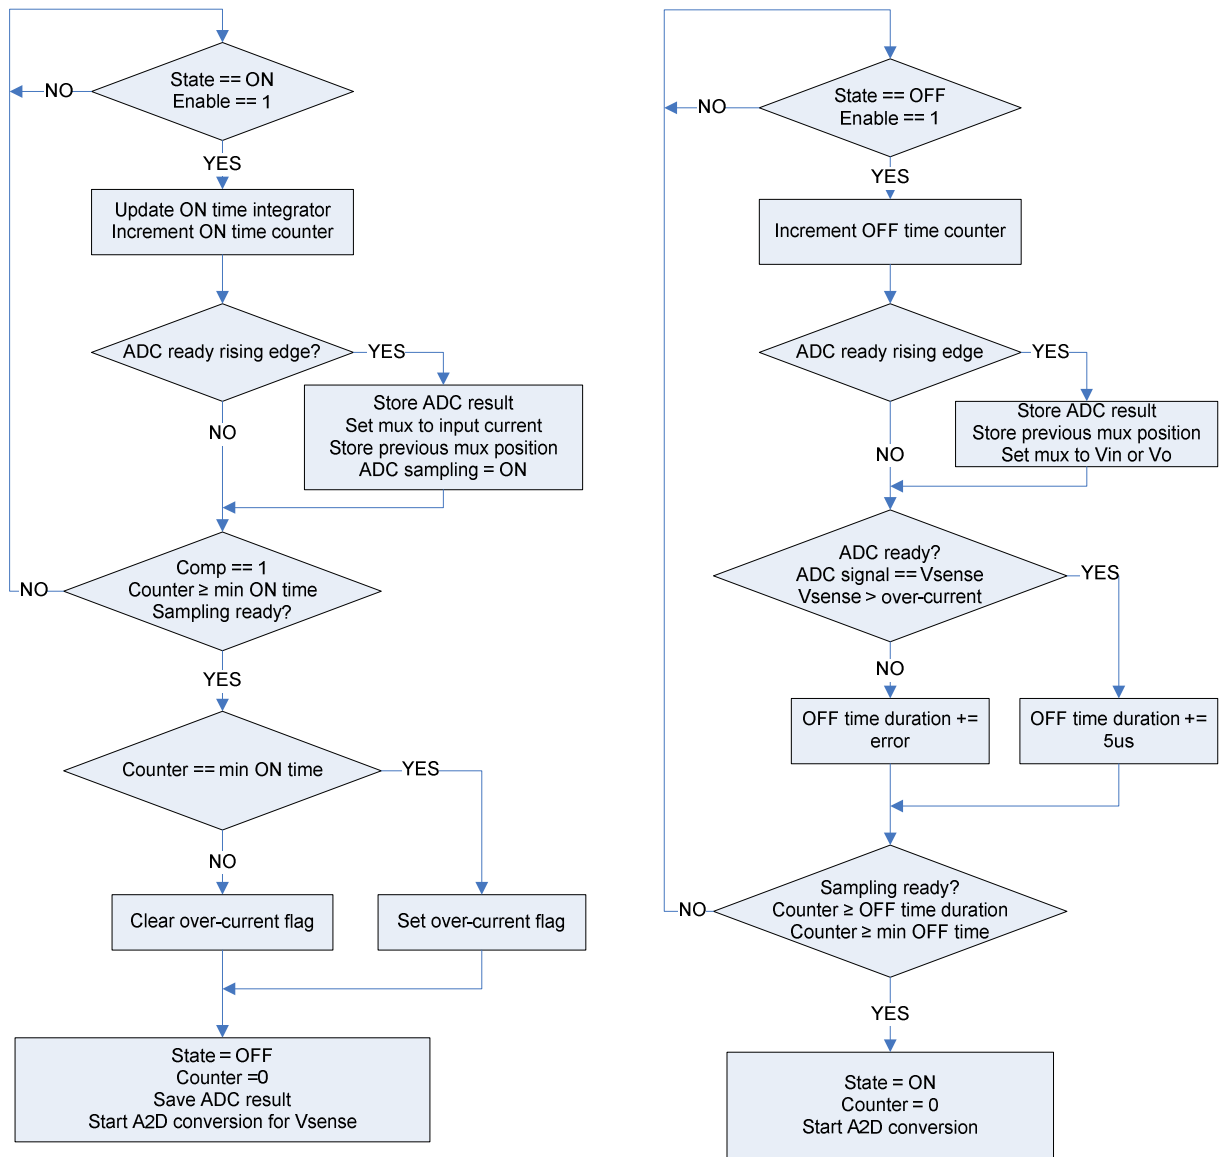 State == ON
Enable == 1
NO
YES
Update ON time integrator
Increment ON time counter
ADC ready rising edge?
YES
Store ADC result
Set mux to input current
Store previous mux position
ADC sampling = ON
NO
Comp == 1
Counter ≥ min ON time
Sampling ready?
NO
YES
Counter == min ON time
YES
NO
Clear over-current flag
Set over-current flag
State = OFF
Counter =0
Save ADC result
Start A2D conversion for Vsense
State == OFF
Enable == 1
NO
YES
Increment OFF time counter
ADC ready rising edge
YES
Store ADC result
Store previous mux position
Set mux to Vin or Vo
NO
ADC ready?
ADC signal == Vsense
Vsense > over-current
YES
NO
OFF time duration +=
error
OFF time duration +=
5us
Sampling ready?
Counter ≥ OFF time duration
Counter ≥ min OFF time
NO
YES
State = ON
Counter = 0
Start A2D conversion